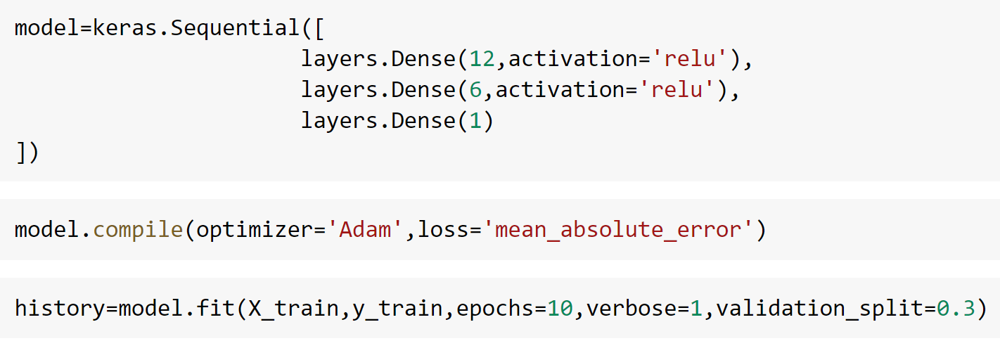 model=keras.Sequential([
                      layers.Dense(12,activation='relu'),
                      layers.Dense(6,activation='relu'),
                      layers.Dense(1)
])
model.compile(optimizer='Adam',loss='mean_absolute_error')
history=model.fit(X_train,y_train,epochs=10,verbose=1,validation_split=0.3)